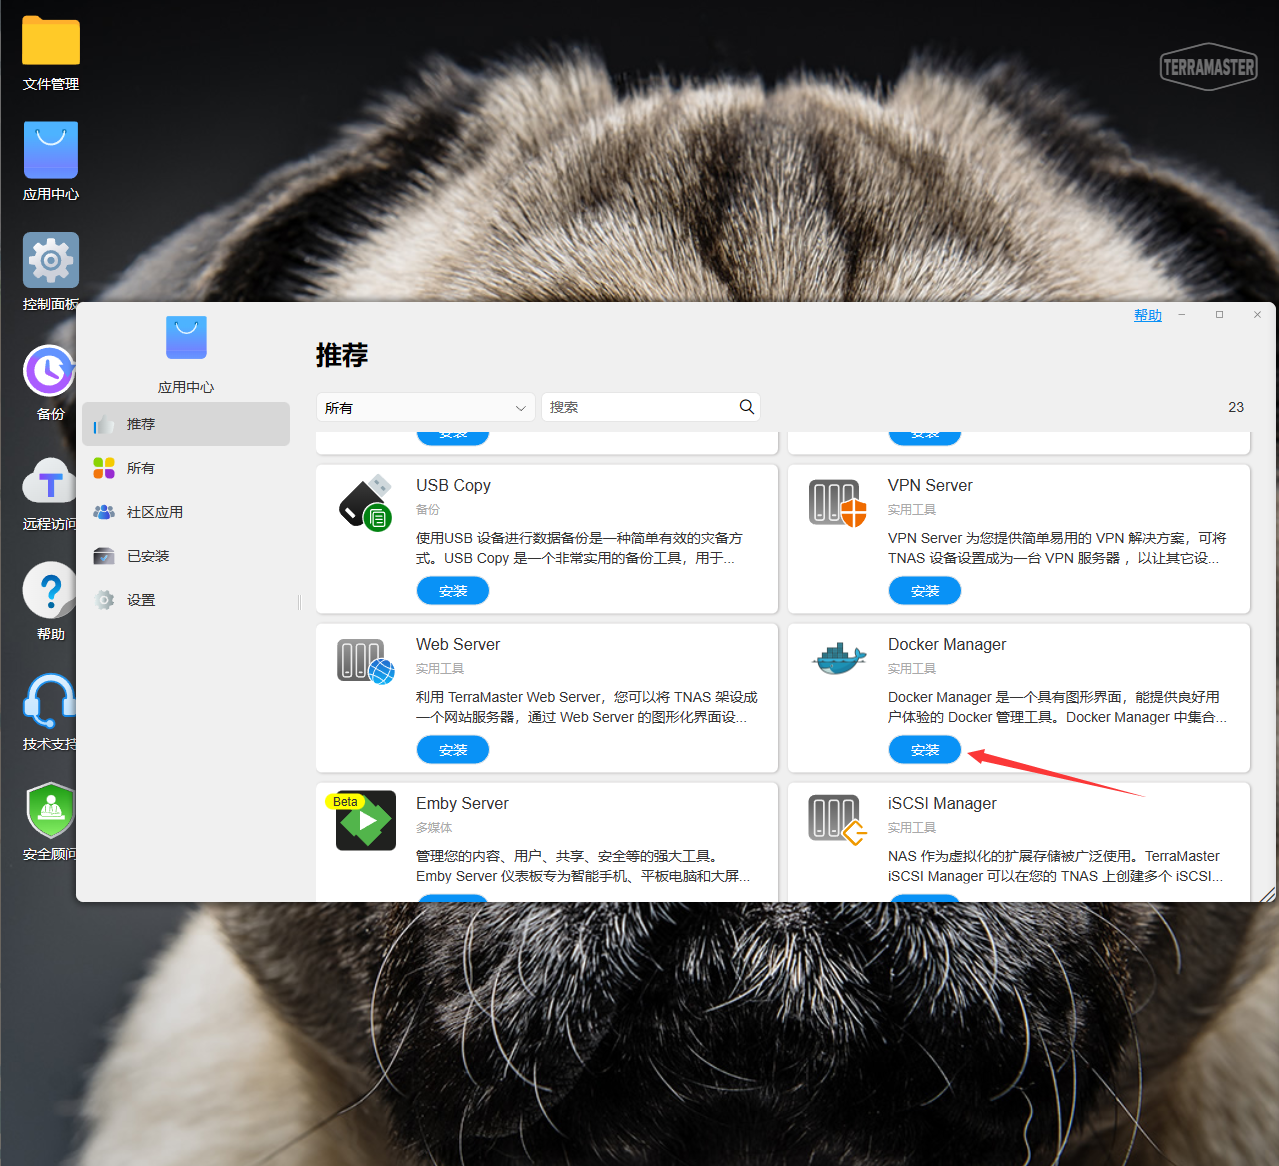 文件管理
TERRAMASTER
应用中心
控制面板
备份
远程访问
帮助
技术支持
安全顾问
帮助
应用中心
推荐
所有
社区应用
已安装
设置
推荐
所有
搜索
23
安装
安装
USB Copy
备份
使用USB 设备进行数据备份是一种简单有效的灾备方
式。USB Copy 是一个非常实用的备份工具，用于...
安装
VPN Server
实用工具
VPN Server 为您提供简单易用的 VPN 解决方案，可将
TNAS 设备设置成为一台 VPN 服务器 ，以让其它设...
安装
Web Server
实用工具
利用 TerraMaster Web Server，您可以将 TNAS 架设成
一个网站服务器，通过 Web Server 的图形化界面设...
安装
Docker Manager
实用工具
Docker Manager 是一个具有图形界面，能提供良好用
户体验的 Docker 管理工具。Docker Manager 中集合...
安装
Beta
Emby Server
多媒体
管理您的内容、用户、共享、安全等的强大工具。
Emby Server 仪表板专为智能手机、平板电脑和大屏...
iSCSI Manager
实用工具
NAS 作为虚拟化的扩展存储被广泛使用。TerraMaster
iSCSI Manager 可以在您的 TNAS 上创建多个 iSCSI...